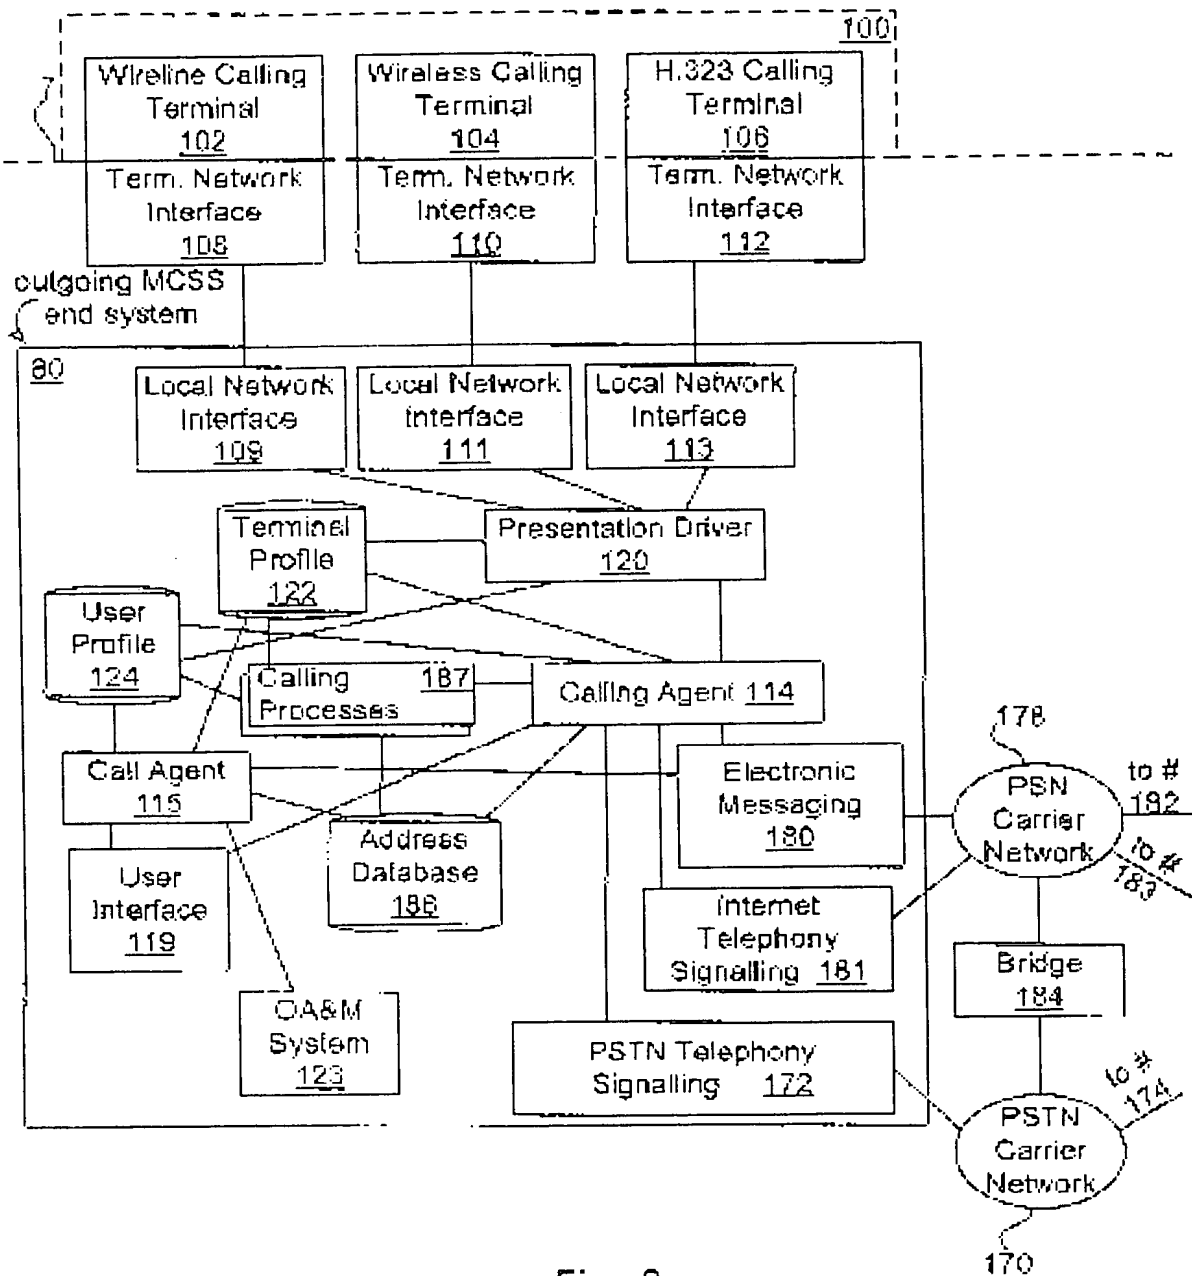 100
Wireline Calling
Terminal
102
Wireless Calling
Terminal
104
H.323 Calling
Terminal
106
Term. Network
Interface
108
Term. Network
Interface
110
Term. Network
Interface
112
outgoing MCSS
end system
80
Local Network
Interface
109
Local Network
Interface
111
Local Network
Interface
113
Terminal
Profile
122
Presentation Driver
120
User
Profile
124
Calling 187
Processes
Calling Agent 114
Call Agent
115
Electronic
Messaging
180
178
PSN
Carrier
Network
to #
182
to #
183
User
Interface
119
Address
Database
186
Internet
Telephony
Signalling 181
Bridge
184
OA&M
System
123
PSTN Telephony
Signalling 172
to #
174
PSTN
Carrier
Network
170